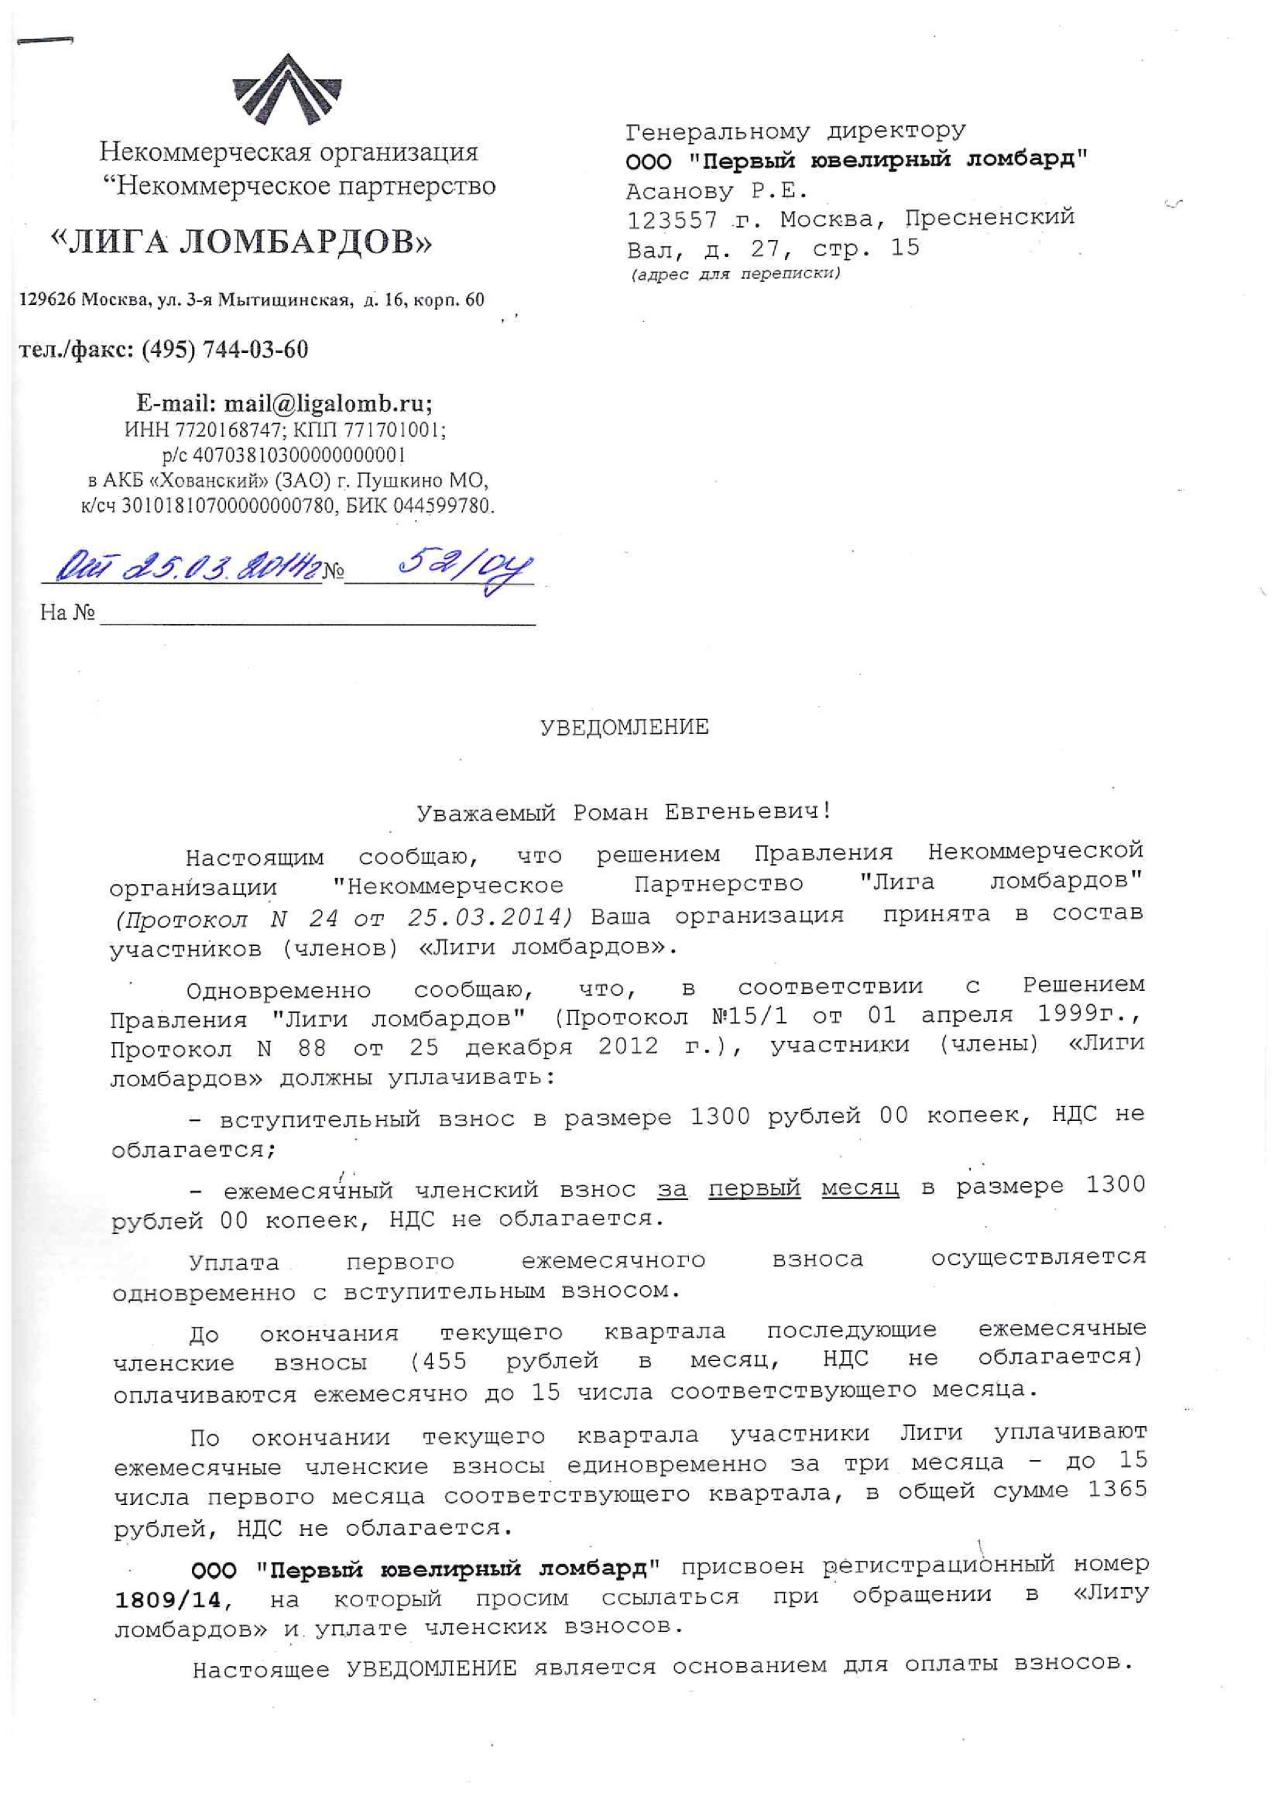 Некоммерческая организация
“Некоммерческое партнерство
«ЛИГА ЛОМБАРДОВ»
129626 Москва, ул. 3-я Мытищинская, д. 16, корп. 60
тел./факс: (495) 744-03-60
E-mail: mail@ligalomb.ru;
ИНН 7720168747; КПП 771701001;
р/с 40703810300000000001
в АКБ «Хованский» (ЗАО) г. Пушкино МО,
к/сч 30101810700000000780, БИК 044599780.
От 25.03.2014г № 52/оу
На №
Генеральному директору
ООО "Первый ювелирный ломбард"
Асанову Р.Е.
123557 г. Москва, Пресненский
Вал, д. 27, стр. 15
(адрес для переписки)
УВЕДОМЛЕНИЕ
Уважаемый Роман Евгеньевич!
Настоящим сообщаю, что решением Правления Некоммерческой
организации "Некоммерческое Партнерство "Лига ломбардов"
(Протокол N 24 от 25.03.2014) Ваша организация принята в состав
участников (членов) «Лиги ломбардов».
Одновременно сообщаю, что, в соответствии с Решением
Правления "Лиги ломбардов" (Протокол №15/1 от 01 апреля 1999г.,
Протокол N 88 от 25 декабря 2012 г.), участники (члены) «Лиги
ломбардов» должны уплачивать:
- вступительный взнос в размере 1300 рублей 00 копеек, НДС не
облагается;
- ежемесячный членский взнос за первый месяц в размере 1300
рублей 00 копеек, НДС не облагается.
Уплата первого ежемесячного взноса осуществляется
одновременно с вступительным взносом.
До окончания текущего квартала последующие ежемесячные
членские взносы (455 рублей в месяц, НДС не облагается)
оплачиваются ежемесячно до 15 числа соответствующего месяца.
По окончании текущего квартала участники Лиги уплачивают
ежемесячные членские взносы единовременно за три месяца - до 15
числа первого месяца соответствующего квартала, в общей сумме 1365
рублей, НДС не облагается.
ООО "Первый ювелирный ломбард" присвоен регистрационный номер
1809/14, на который просим ссылаться при обращении в «Лигу
ломбардов» и уплате членских взносов.
Настоящее УВЕДОМЛЕНИЕ является основанием для оплаты взносов.